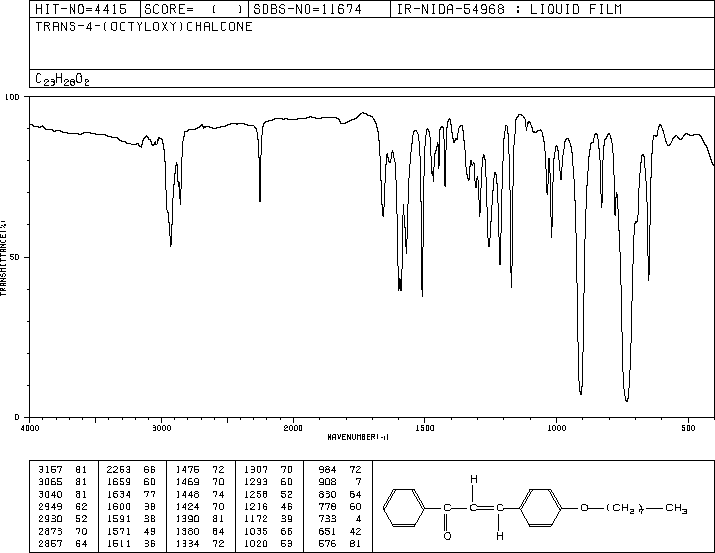 HIT-NO=4415 SCORE= ( ) SDBS-NO=11674 IR-NIDA-54968 : LIQUID FILM
TRANS-4-(OCTYLOXY)CHALCONE
C23H28O2
100
50
0
TRANSMITTANCE(%)
4000 3000 2000 1500 1000 500
WAVENUMBER(-1)
3167 81 2253 66 1476 72 1307 70 984 72
3065 81 1659 60 1469 70 1293 60 908 7
3040 81 1634 77 1448 74 1258 52 830 64
2949 62 1600 38 1424 70 1216 46 778 60
2930 52 1591 38 1390 81 1172 39 733 4
2873 70 1571 49 1380 84 1035 66 651 42
2857 64 1511 36 1334 72 1020 53 576 81
H
C C=C O (CH2)7 CH3
O H